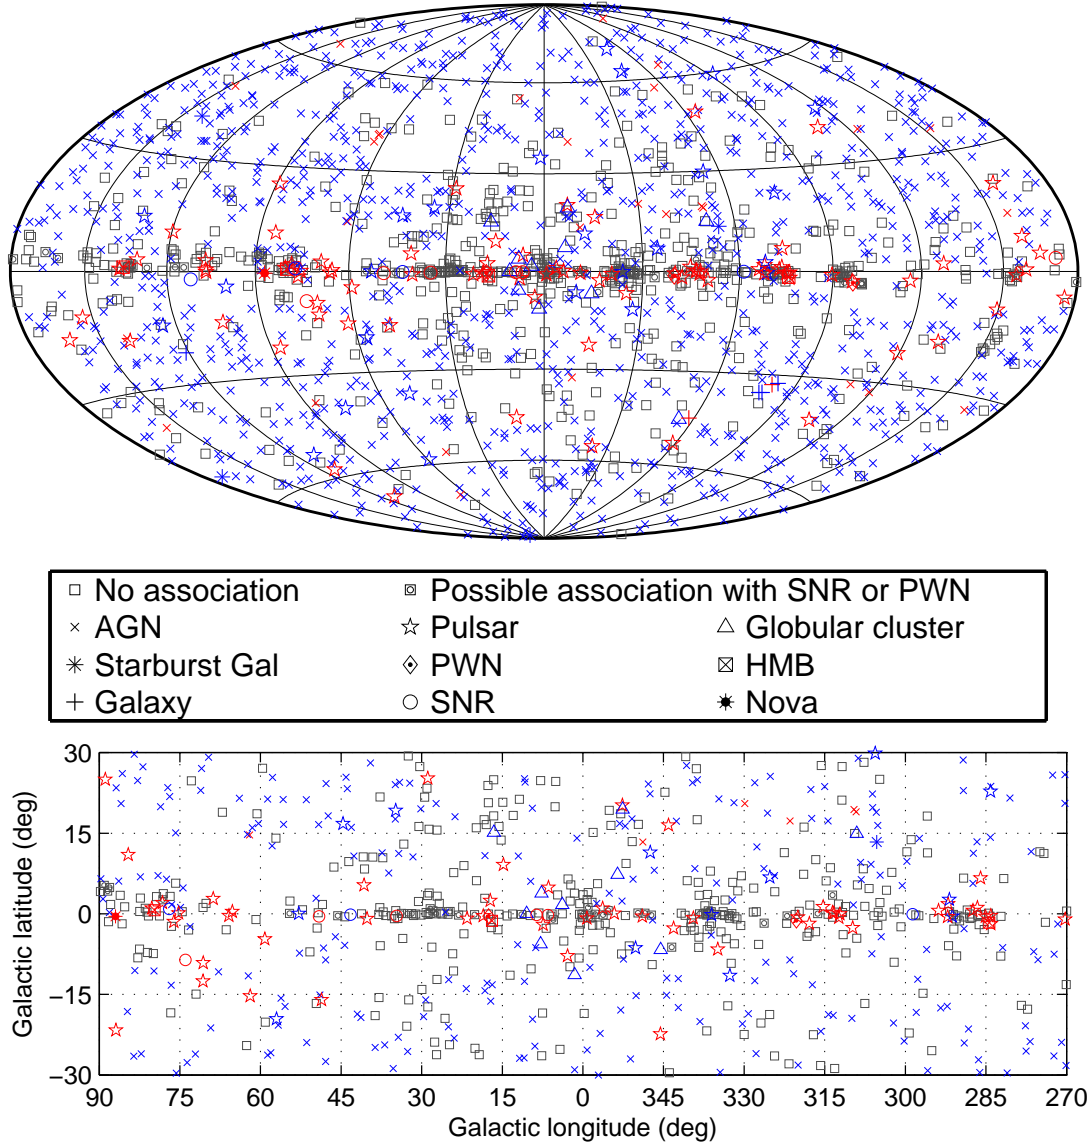 No association
Possible association with SNR or PWN
AGN
Pulsar
Globular cluster
Starburst Gal
PWN
HMB
Galaxy
SNR
Nova
30
15
0
−15
−30
Galactic latitude (deg)
90 75 60 45 30 15 0 345 330 315 300 285 270
Galactic longitude (deg)